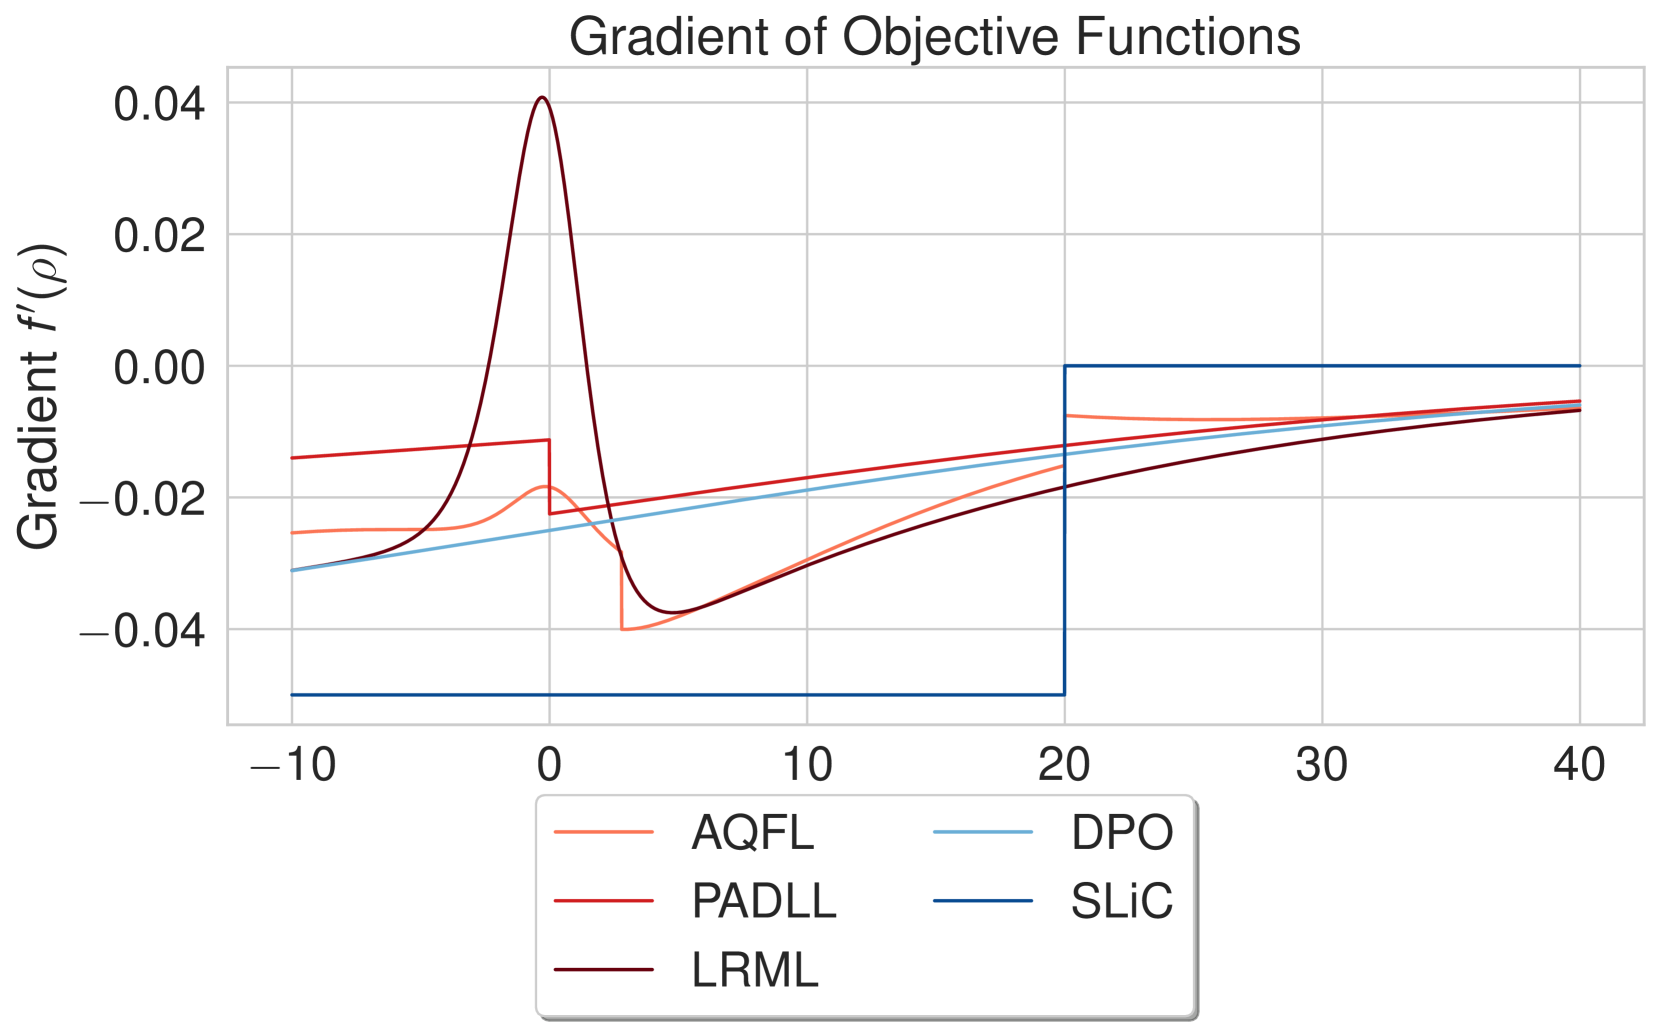 Gradient of Objective Functions
Gradient f′(ρ)
0.04
0.02
0.00
−0.02
−0.04
−10 0 10 20 30 40
AQFL DPO
PADLL SLiC
LRML